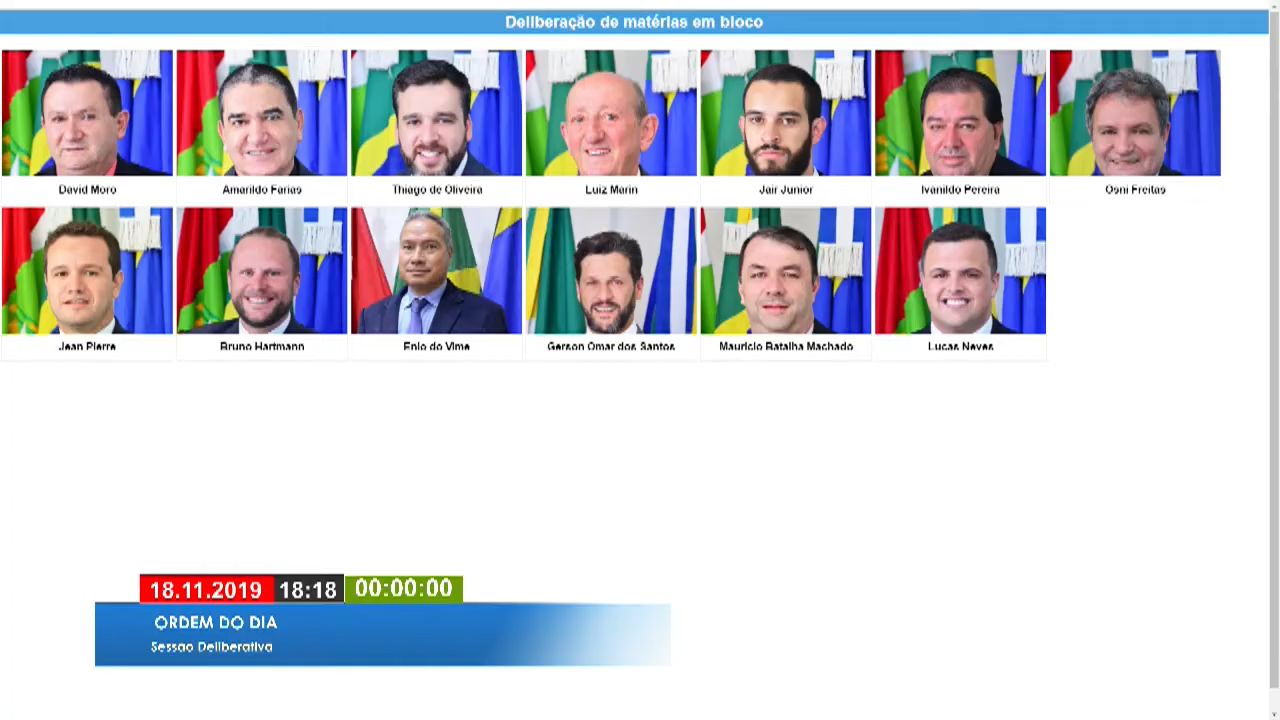 Deliberação de matérias em bloco
David Moro
Amarildo Farias
Thiago de Oliveira
Luiz Marin
Jair Junior
Ivanildo Pereira
Osni Freitas
Jean Pierre
Bruno Hartmann
Enio do Vime
Gerson Omar dos Santos
Mauricio Batalha Machado
Lucas Neves
18.11.2019 18:18 00:00:00
ORDEM DO DIA
Sessao Deliberativa